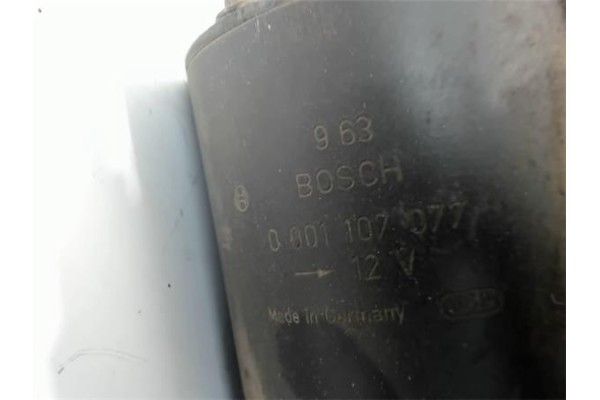 9 63
BOSCH
0 001 107 077
→ 12 V
Made in Germany